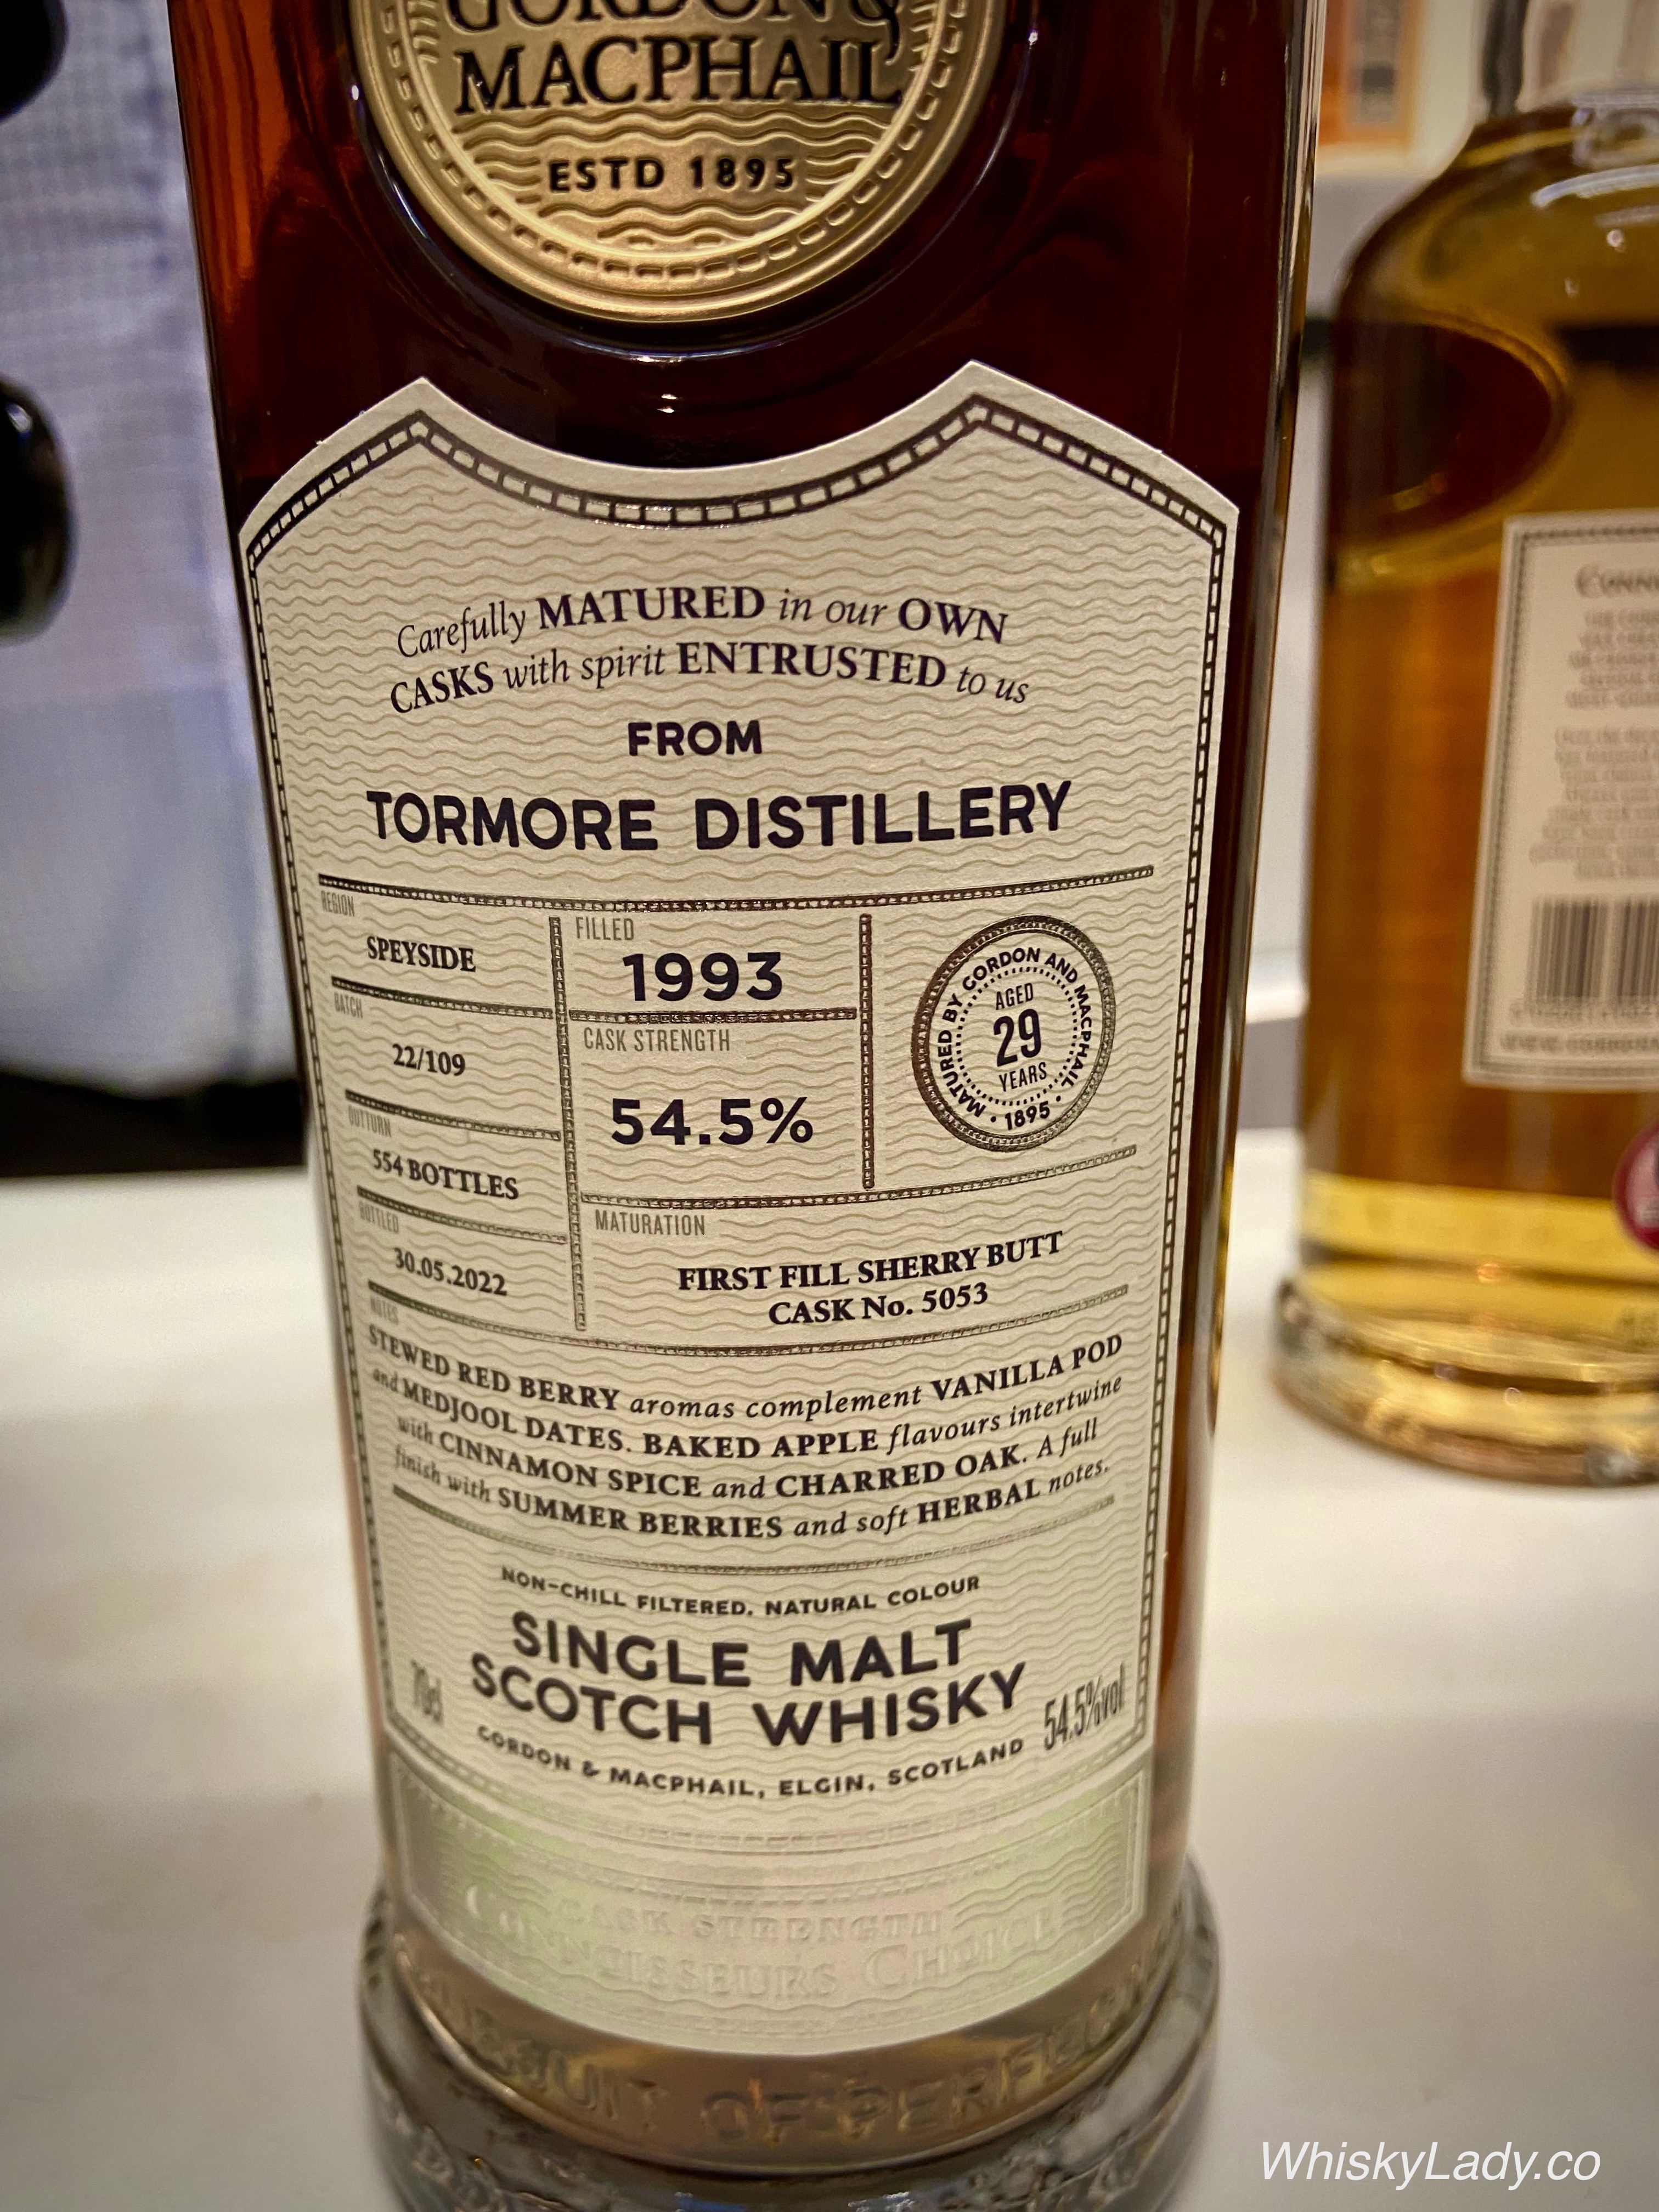 GORDON &
MACPHAIL
ESTD 1895
Carefully MATURED in our OWN
CASKS with spirit ENTRUSTED to us
FROM
TORMORE DISTILLERY
REGION
SPEYSIDE
BATCH
22/109
OUTTURN
554 BOTTLES
BOTTLED
30.05.2022
FILLED
1993
CASK STRENGTH
54.5%
MATURED BY GORDON AND MACPHAIL
AGED
29
YEARS
• 1895 •
MATURATION
FIRST FILL SHERRY BUTT
CASK No. 5053
NOTES
STEWED RED BERRY aromas complement VANILLA POD
and MEDJOOL DATES. BAKED APPLE flavours intertwine
with CINNAMON SPICE and CHARRED OAK. A full
finish with SUMMER BERRIES and soft HERBAL notes.
NON-CHILL FILTERED. NATURAL COLOUR
SINGLE MALT
SCOTCH WHISKY
70cl
54.5%vol
GORDON & MACPHAIL, ELGIN, SCOTLAND
CASK STRENGTH
CONNOISSEURS CHOICE
OF
WhiskyLady.co